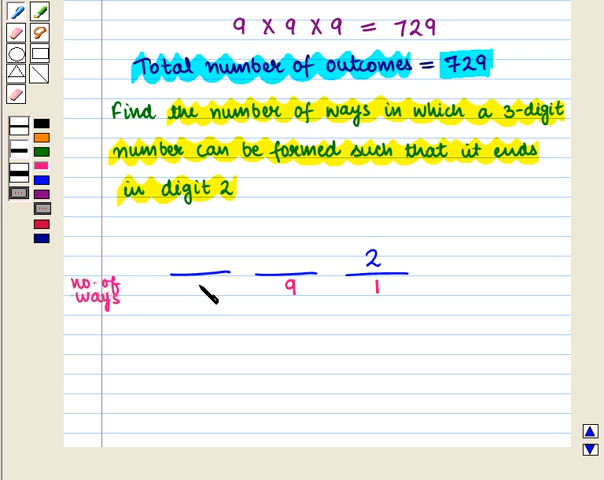 9 × 9 × 9 = 729
Total number of outcomes = 729
Find the number of ways in which a 3-digit
number can be formed such that it ends
in digit 2
2
no. of
ways
9 1